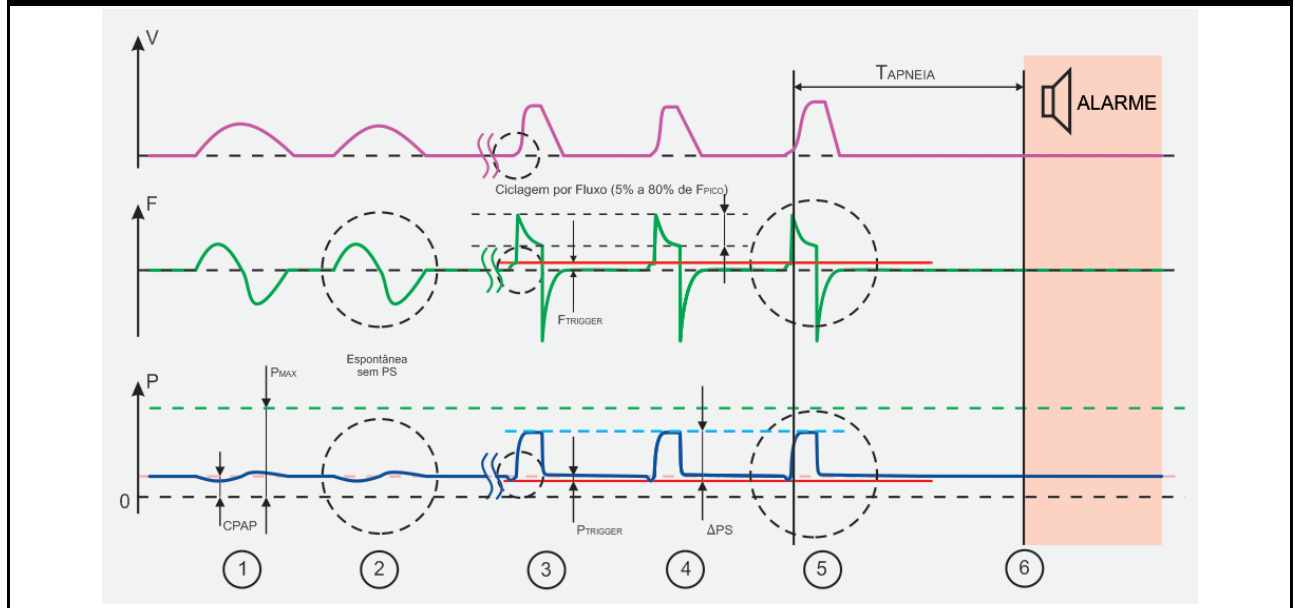 V
TAPNEIA
ALARME
Ciclagem por Fluxo (5% a 80% de FPICO)
F
FTRIGGER
Espontânea
sem PS
PMAX
P
0
CPAP
PTRIGGER
ΔPS
1
2
3
4
5
6